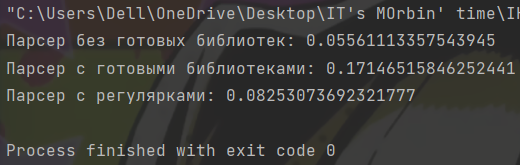 "C:\Users\Dell\OneDrive\Desktop\IT's MOrbin' time\
Парсер без готовых библиотек: 0.05561113357543945
Парсер с готовыми библиотеками: 0.17146515846252441
Парсер с регулярками: 0.08253073692321777
Process finished with exit code 0